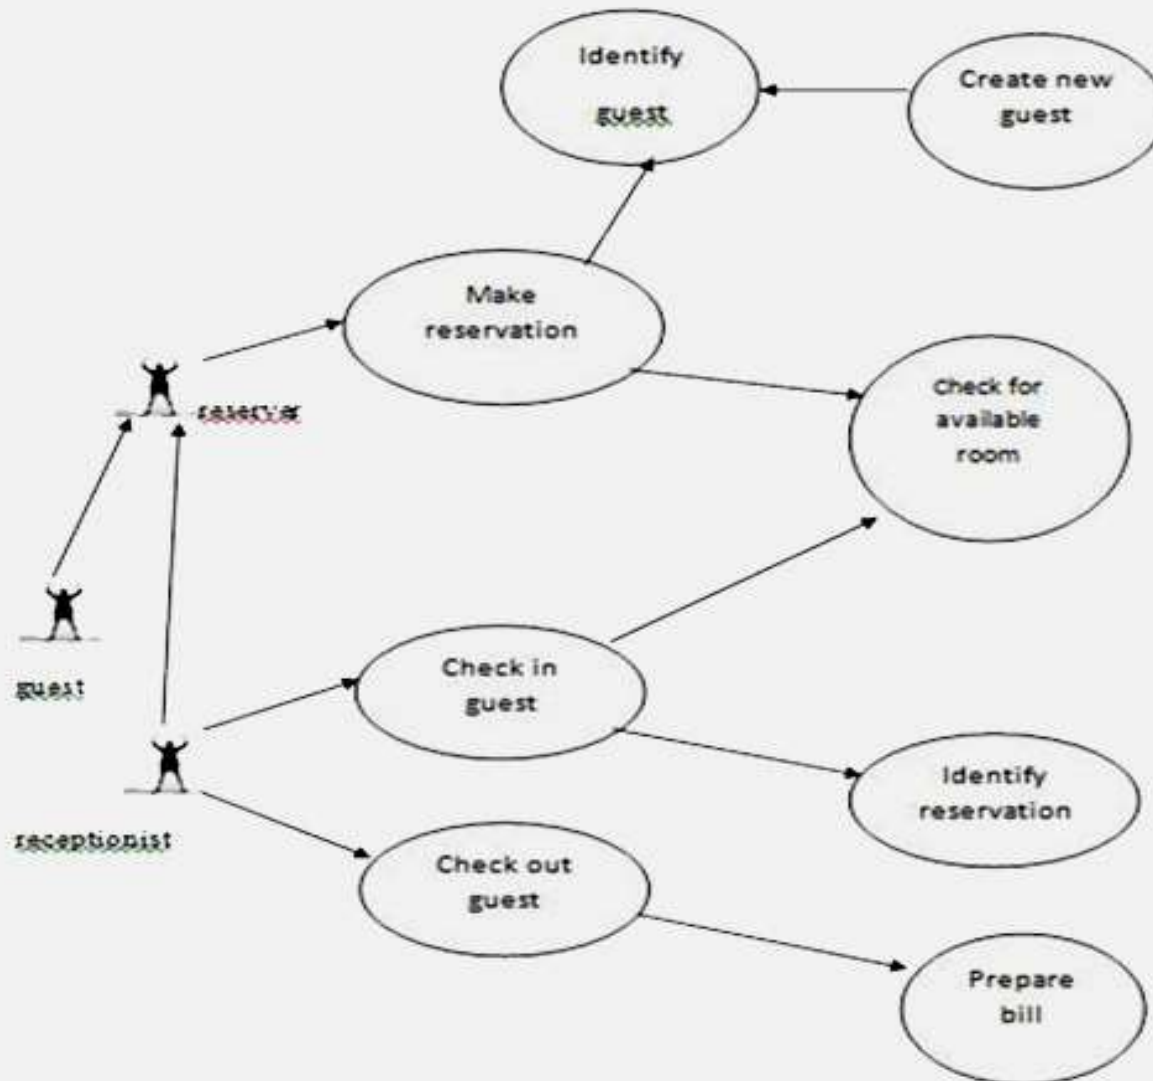 Identify
guest
Create new
guest
Make
reservation
reserver
Check for
available
room
guest
Check in
guest
receptionist
Identify
reservation
Check out
guest
Prepare
bill